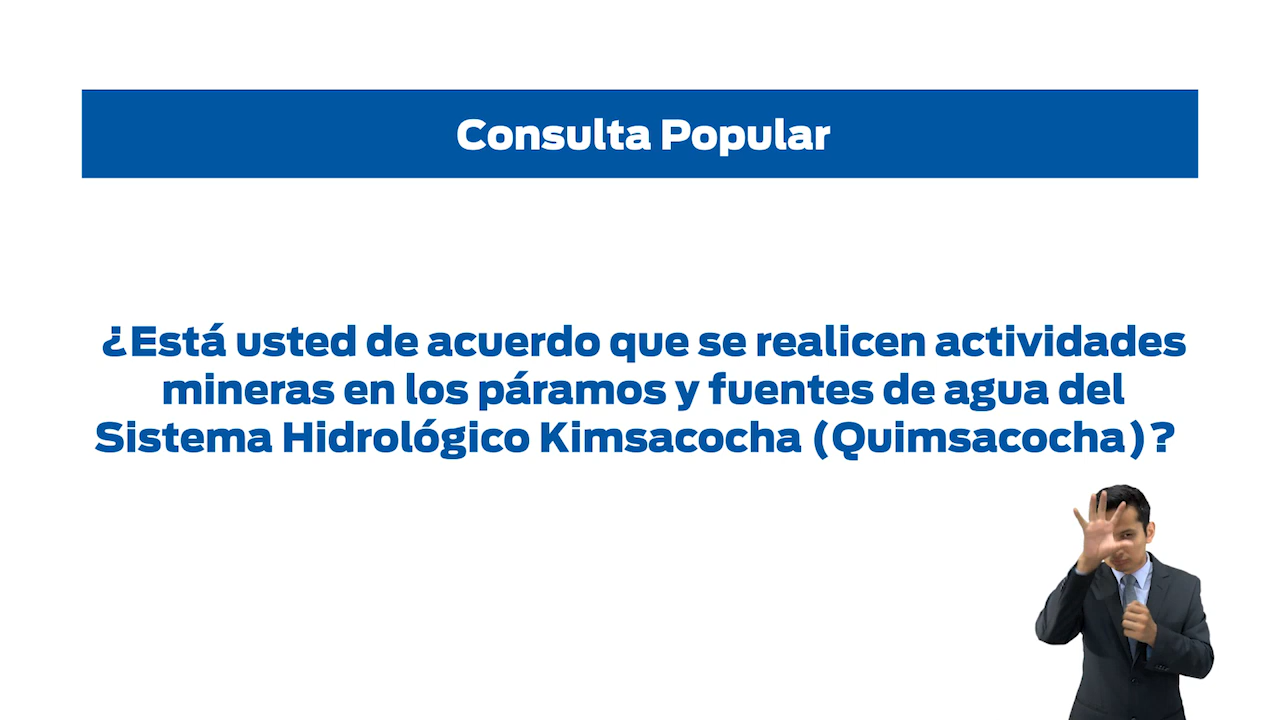 Consulta Popular
¿Está usted de acuerdo que se realicen actividades
mineras en los páramos y fuentes de agua del
Sistema Hidrológico Kimsacocha (Quimsacocha)?